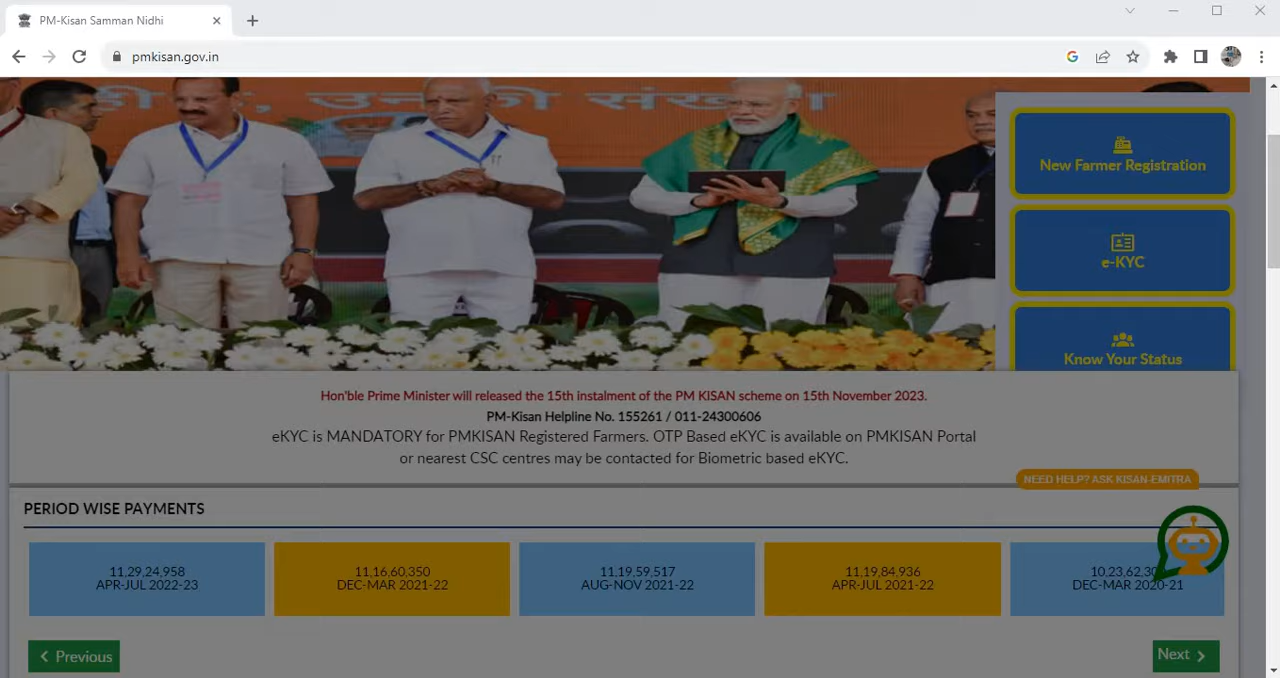 PM-Kisan Samman Nidhi
pmkisan.gov.in
उनकी संख्या
New Farmer Registration
e-KYC
Know Your Status
Hon'ble Prime Minister will released the 15th instalment of the PM KISAN scheme on 15th November 2023.
PM-Kisan Helpline No. 155261 / 011-24300606
eKYC is MANDATORY for PMKISAN Registered Farmers. OTP Based eKYC is available on PMKISAN Portal
or nearest CSC centres may be contacted for Biometric based eKYC.
NEED HELP? ASK KISAN-EMITRA
PERIOD WISE PAYMENTS
11,29,24,958 11,16,60,350 11,19,59,517 11,19,84,936
APR-JUL 2022-23 DEC-MAR 2021-22 AUG-NOV 2021-22 APR-JUL 2021-22 DEC-MAR 2020-21
Previous Next